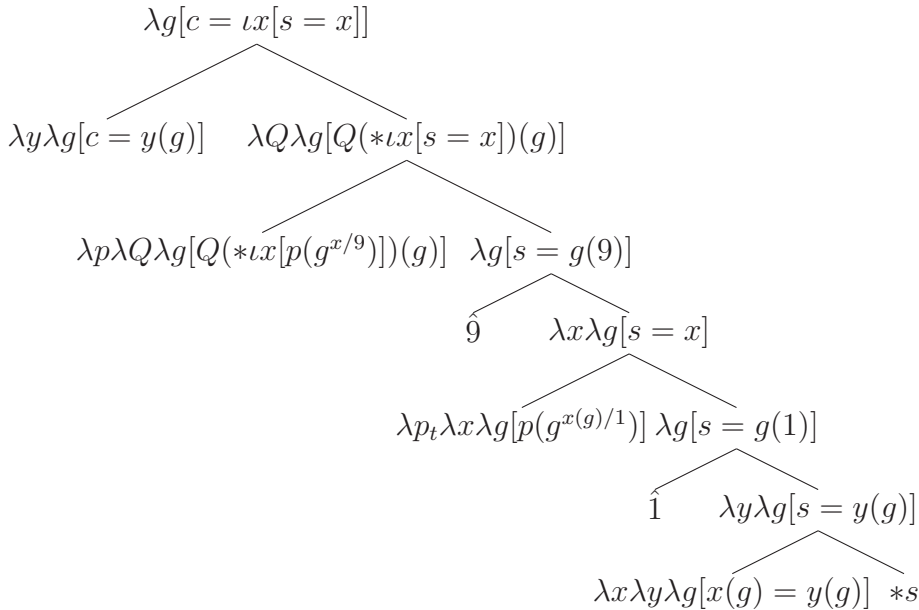 λg[c = ιx[s = x]]
λyλg[c = y(g)] λQλg[Q(∗ιx[s = x])(g)]
λpλQλg[Q(∗ιx[p(g^{x/9})])(g)] λg[s = g(9)]
9̂ λxλg[s = x]
λp_tλxλg[p(g^{x(g)/1})] λg[s = g(1)]
1̂ λyλg[s = y(g)]
λxλyλg[x(g) = y(g)] ∗s